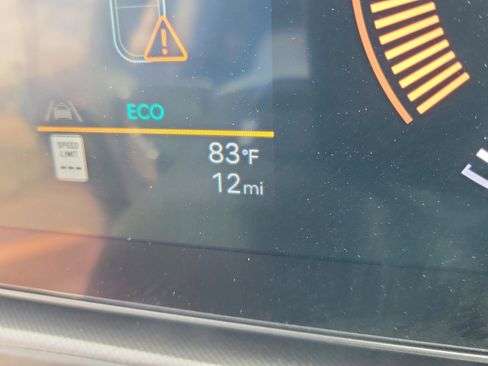 !
ECO
SPEED
LIMIT
---
83°F
12mi